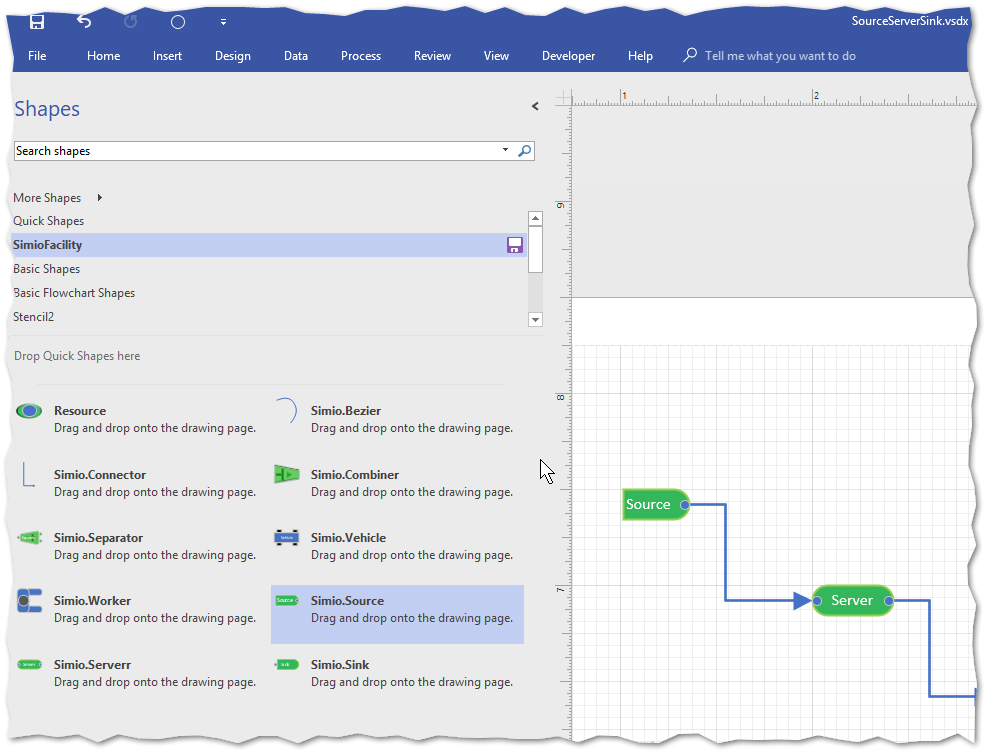 SourceServerSink.vsdx
File Home Insert Design Data Process Review View Developer Help Tell me what you want to do
Shapes
Search shapes
More Shapes
Quick Shapes
SimioFacility
Basic Shapes
Basic Flowchart Shapes
Stencil2
Drop Quick Shapes here
Resource
Drag and drop onto the drawing page.
Simio.Bezier
Drag and drop onto the drawing page.
Simio.Connector
Drag and drop onto the drawing page.
Simio.Combiner
Drag and drop onto the drawing page.
Simio.Separator
Drag and drop onto the drawing page.
Vehicle
Simio.Vehicle
Drag and drop onto the drawing page.
Simio.Worker
Drag and drop onto the drawing page.
Source
Simio.Source
Drag and drop onto the drawing page.
Server
Simio.Serverr
Drag and drop onto the drawing page.
Sink
Simio.Sink
Drag and drop onto the drawing page.
1 2
9
8
7
Source
Server